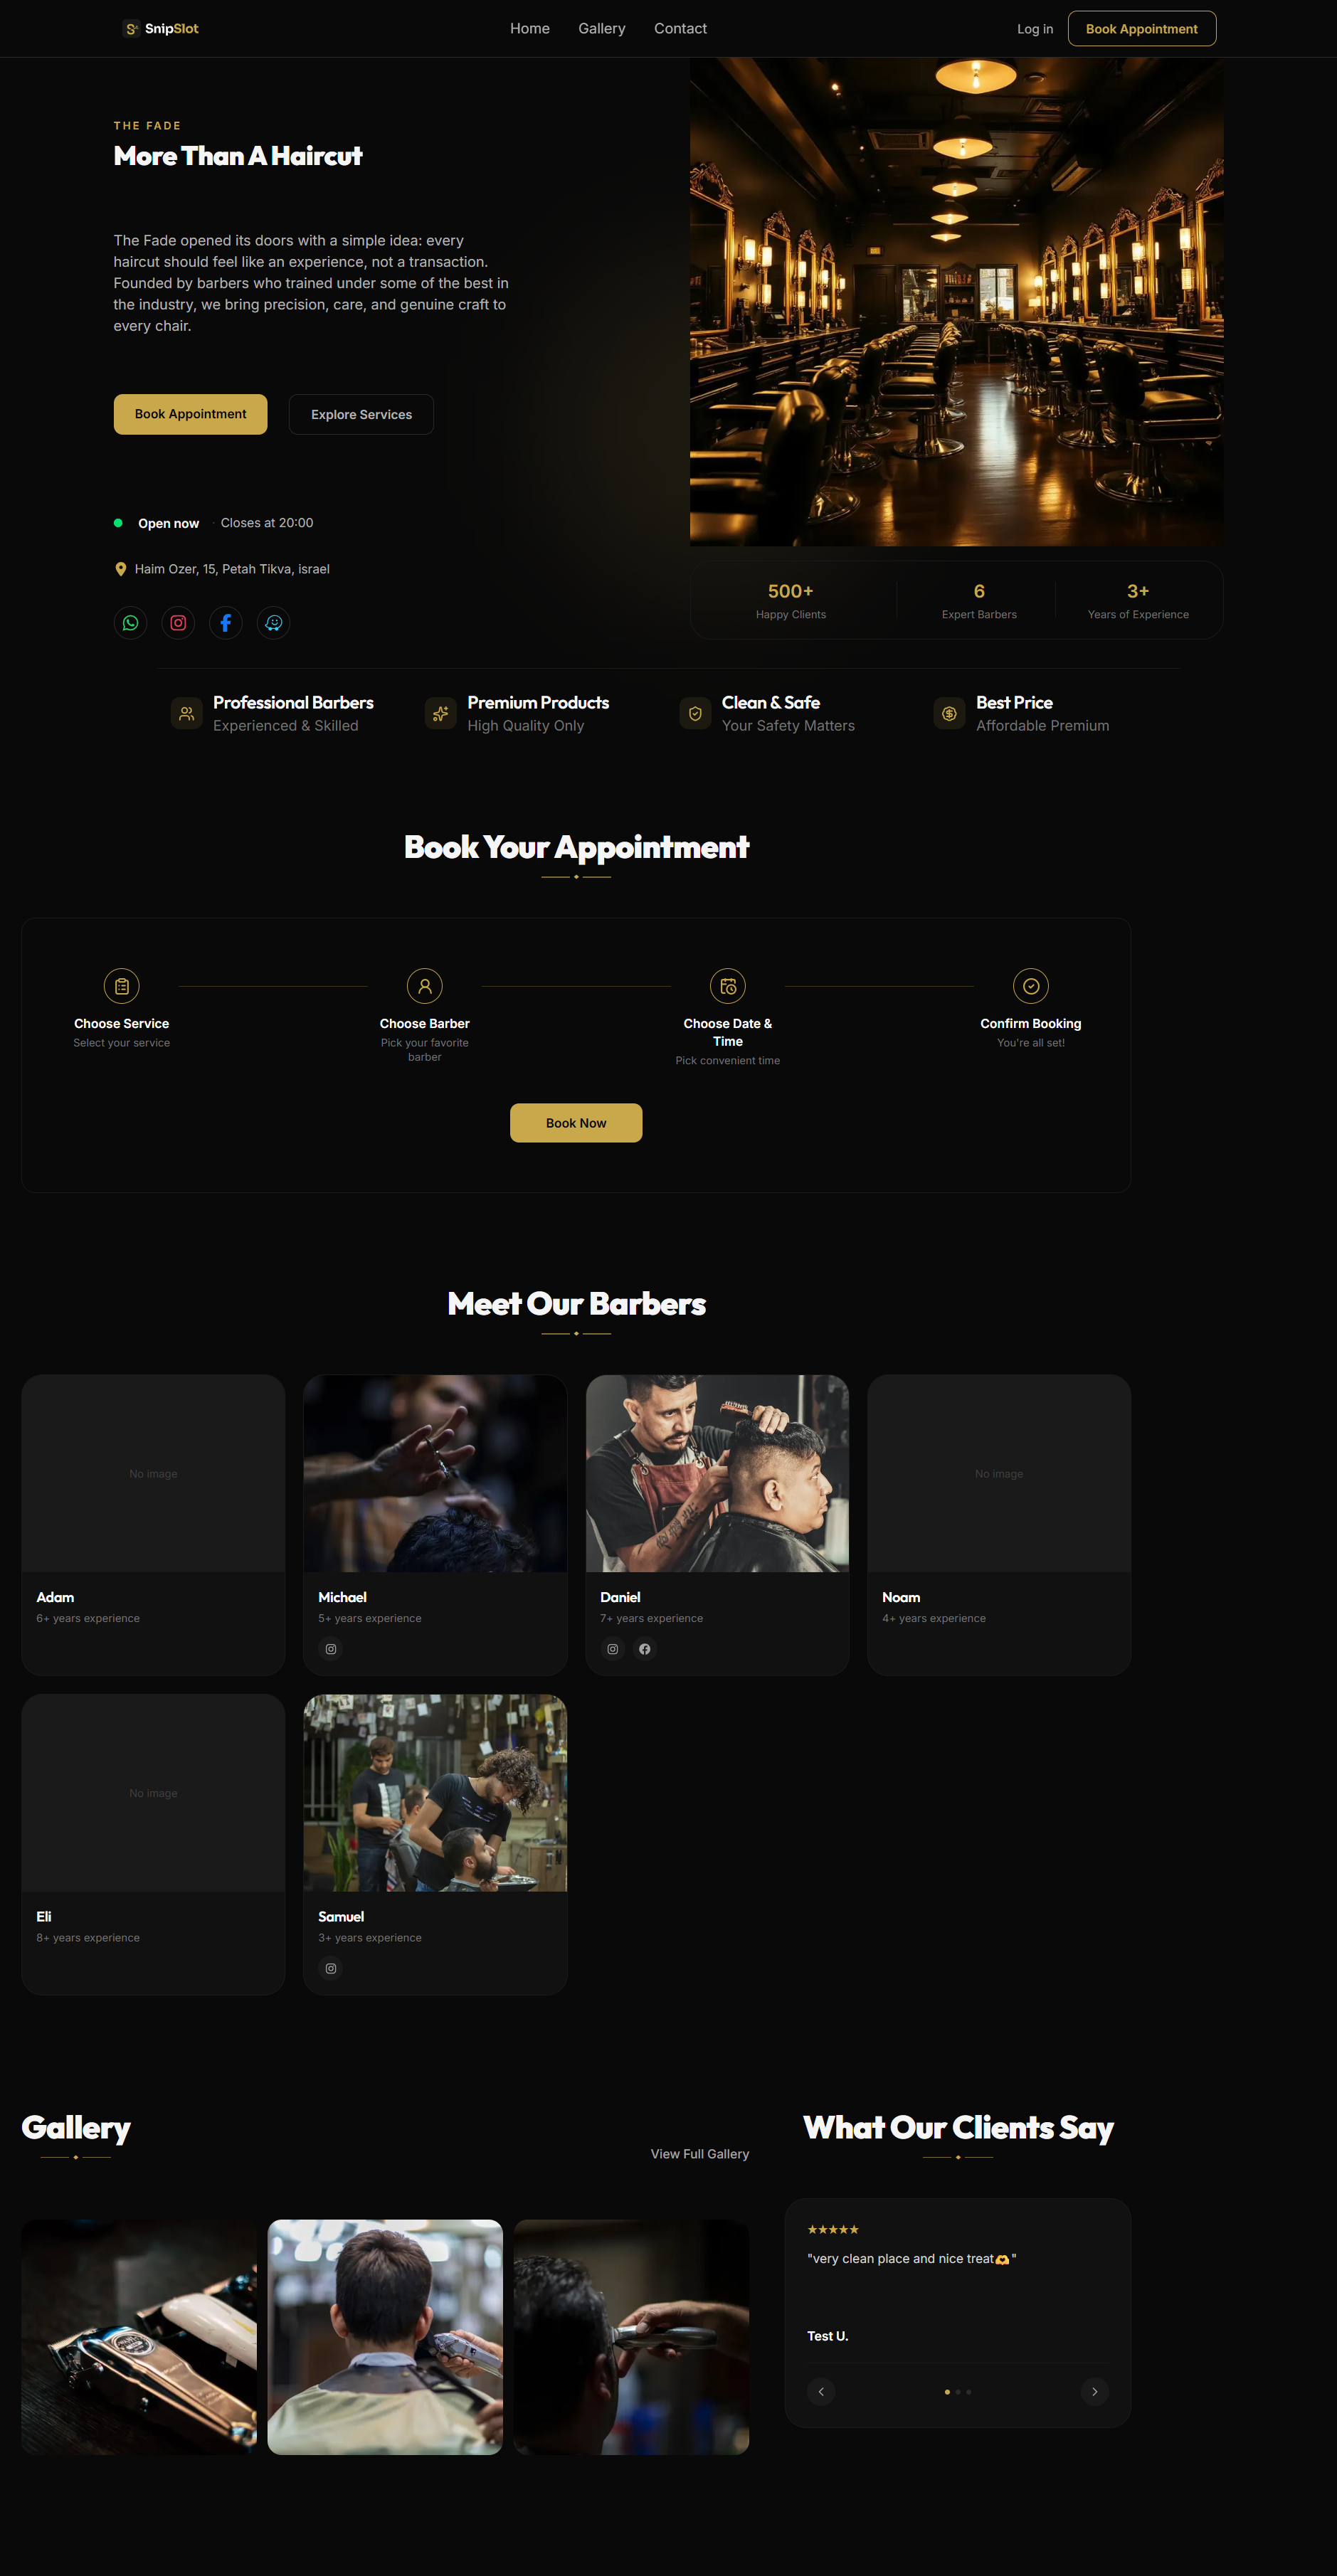 SnipSlot
Home Gallery Contact
Log in
Book Appointment
THE FADE
More Than A Haircut
The Fade opened its doors with a simple idea: every
haircut should feel like an experience, not a transaction.
Founded by barbers who trained under some of the best in
the industry, we bring precision, care, and genuine craft to
every chair.
Book Appointment
Explore Services
Open now · Closes at 20:00
Haim Ozer, 15, Petah Tikva, israel
500+
Happy Clients
6
Expert Barbers
3+
Years of Experience
Professional Barbers
Experienced & Skilled
Premium Products
High Quality Only
Clean & Safe
Your Safety Matters
Best Price
Affordable Premium
Book Your Appointment
Choose Service
Select your service
Choose Barber
Pick your favorite
barber
Choose Date &
Time
Pick convenient time
Confirm Booking
You're all set!
Book Now
Meet Our Barbers
No image
Adam
6+ years experience
Michael
5+ years experience
Daniel
7+ years experience
No image
Noam
4+ years experience
No image
Eli
8+ years experience
Samuel
3+ years experience
Gallery
View Full Gallery
What Our Clients Say
★★★★★
"very clean place and nice treat🫶"
Test U.